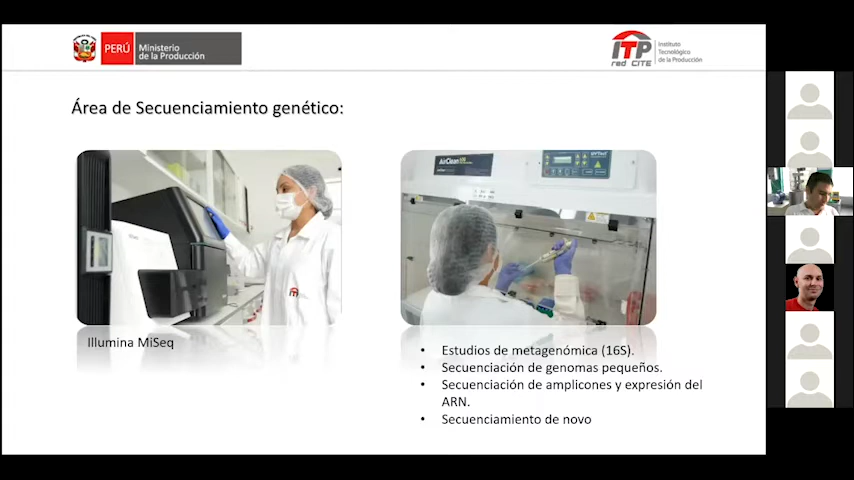 PERÚ
Ministerio
de la Producción
ITP
red CITE
Instituto
Tecnológico
de la Producción
Área de Secuenciamiento genético:
AirClean
Illumina MiSeq
• Estudios de metagenómica (16S).
• Secuenciación de genomas pequeños.
• Secuenciación de amplicones y expresión del
ARN.
• Secuenciamiento de novo